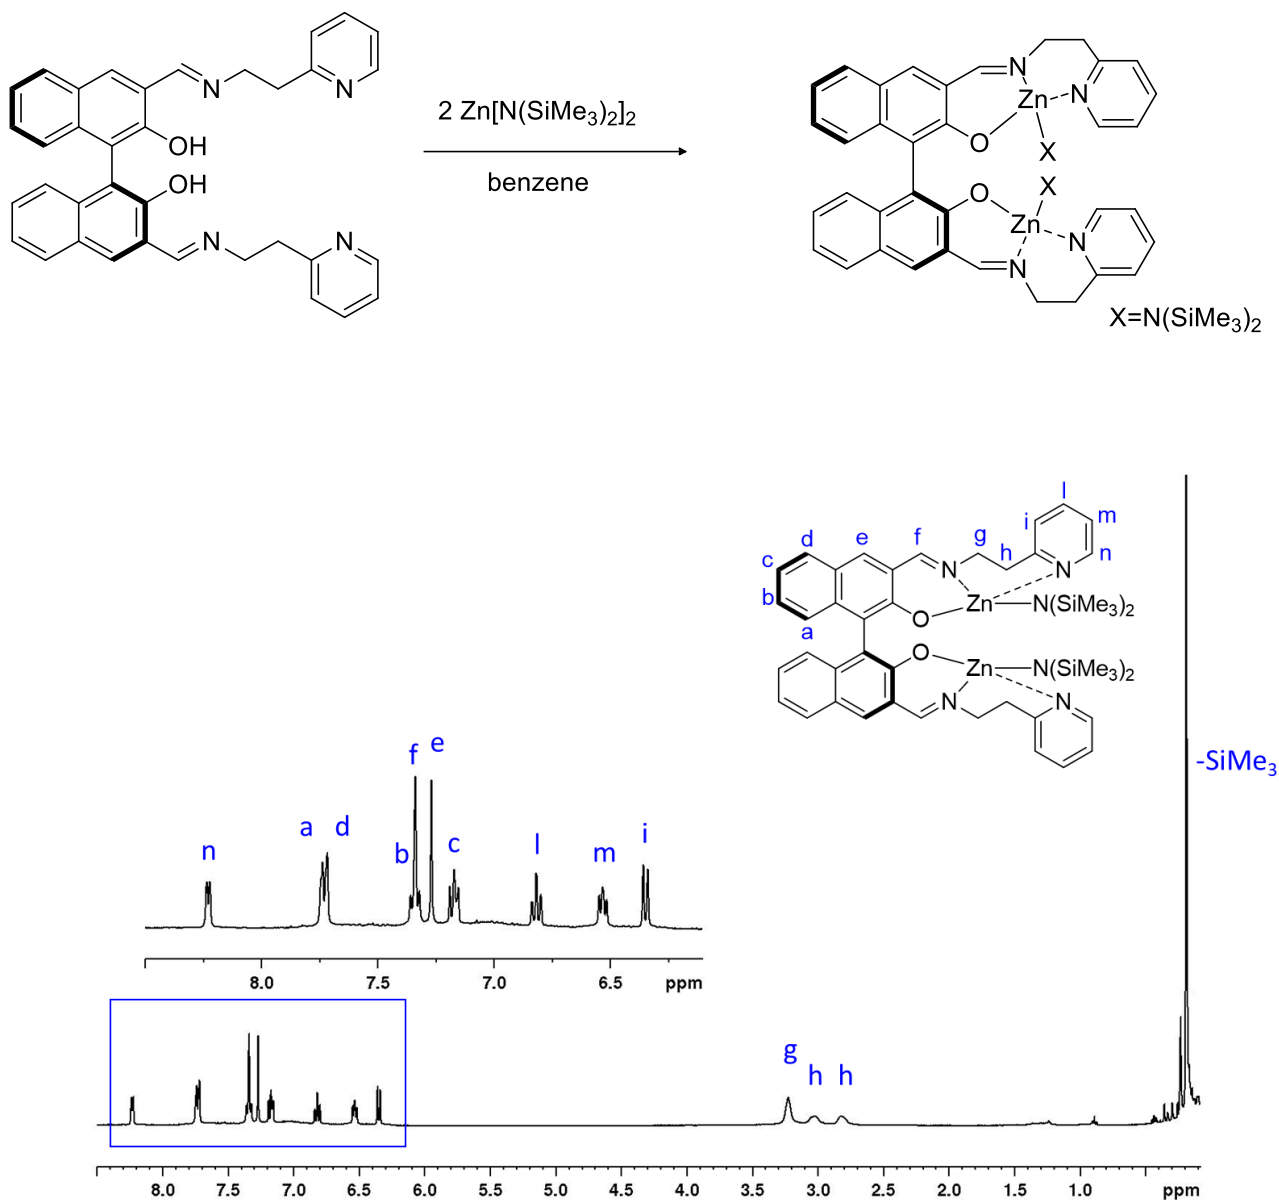 N
N
OH
OH
N
N
2 Zn[N(SiMe3)2]2
benzene
N
Zn
N
O
X
X
O
Zn
N
N
X=N(SiMe3)2
l
i
m
d
e
f
g
h
n
c
N
N
b
Zn
N(SiMe3)2
O
a
O
Zn
N(SiMe3)2
N
N
-SiMe3
f
e
a
d
b
c
l
m
i
n
8.0 7.5 7.0 6.5 ppm
g
h
h
8.0 7.5 7.0 6.5 6.0 5.5 5.0 4.5 4.0 3.5 3.0 2.5 2.0 1.5 1.0 ppm